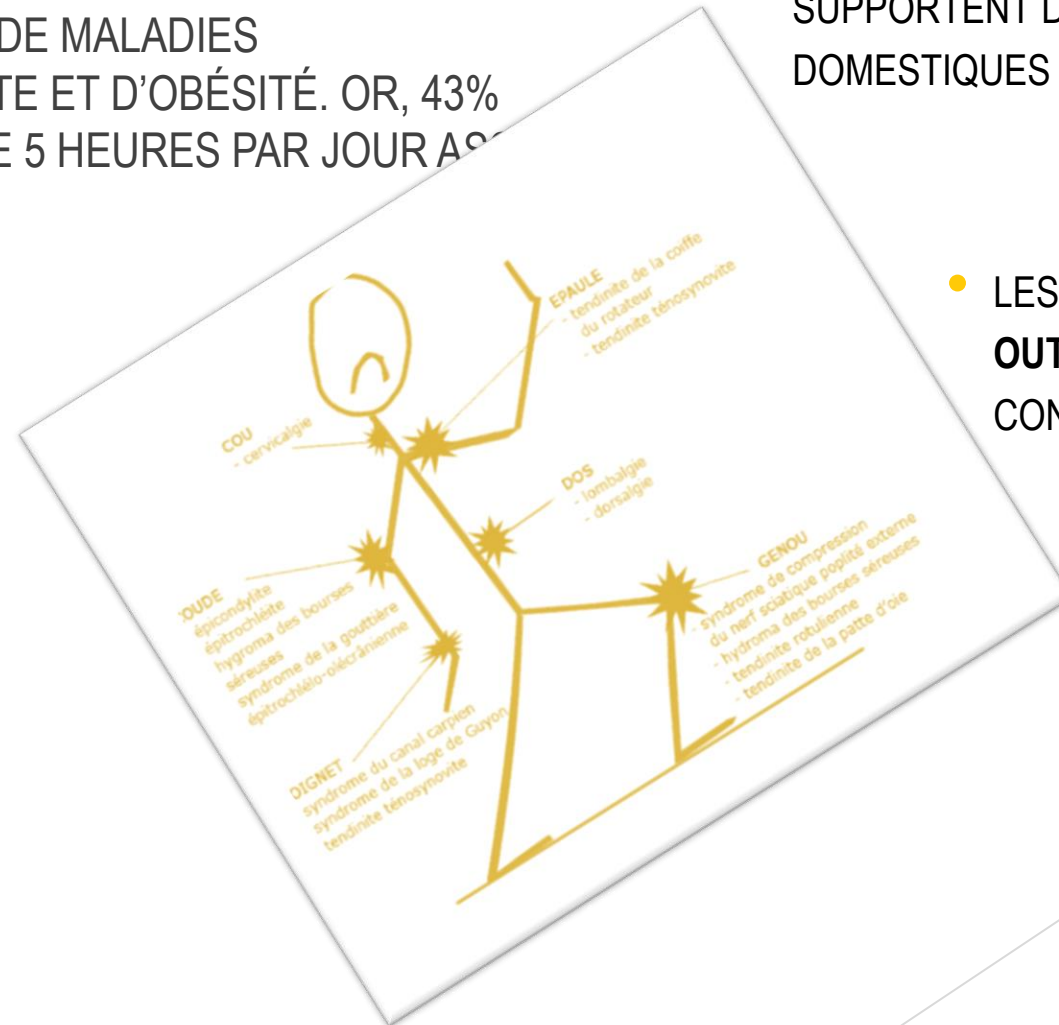 DE MALADIES
TE ET D'OBÉSITÉ. OR, 43%
E 5 HEURES PAR JOUR
SUPPORTENT D
DOMESTIQUES
LES
OUT
CON
EPAULE
- tendinite de la coiffe
du rotateur
- tendinite ténosynovite
COU
- cervicalgie
DOS
- lombalgie
- dorsalgie
GENOU
- syndrome de compression
du nerf sciatique poplité externe
- hydroma des bourses séreuses
- tendinite rotulienne
- tendinite de la patte d'oie
OUDE
épicondylite
épitrochléite
hygroma des bourses
séreuses
syndrome de la gouttière
épitrochléo-olécrânienne
OIGNET
syndrome du canal carpien
syndrome de la loge de Guyon
tendinite ténosynovite